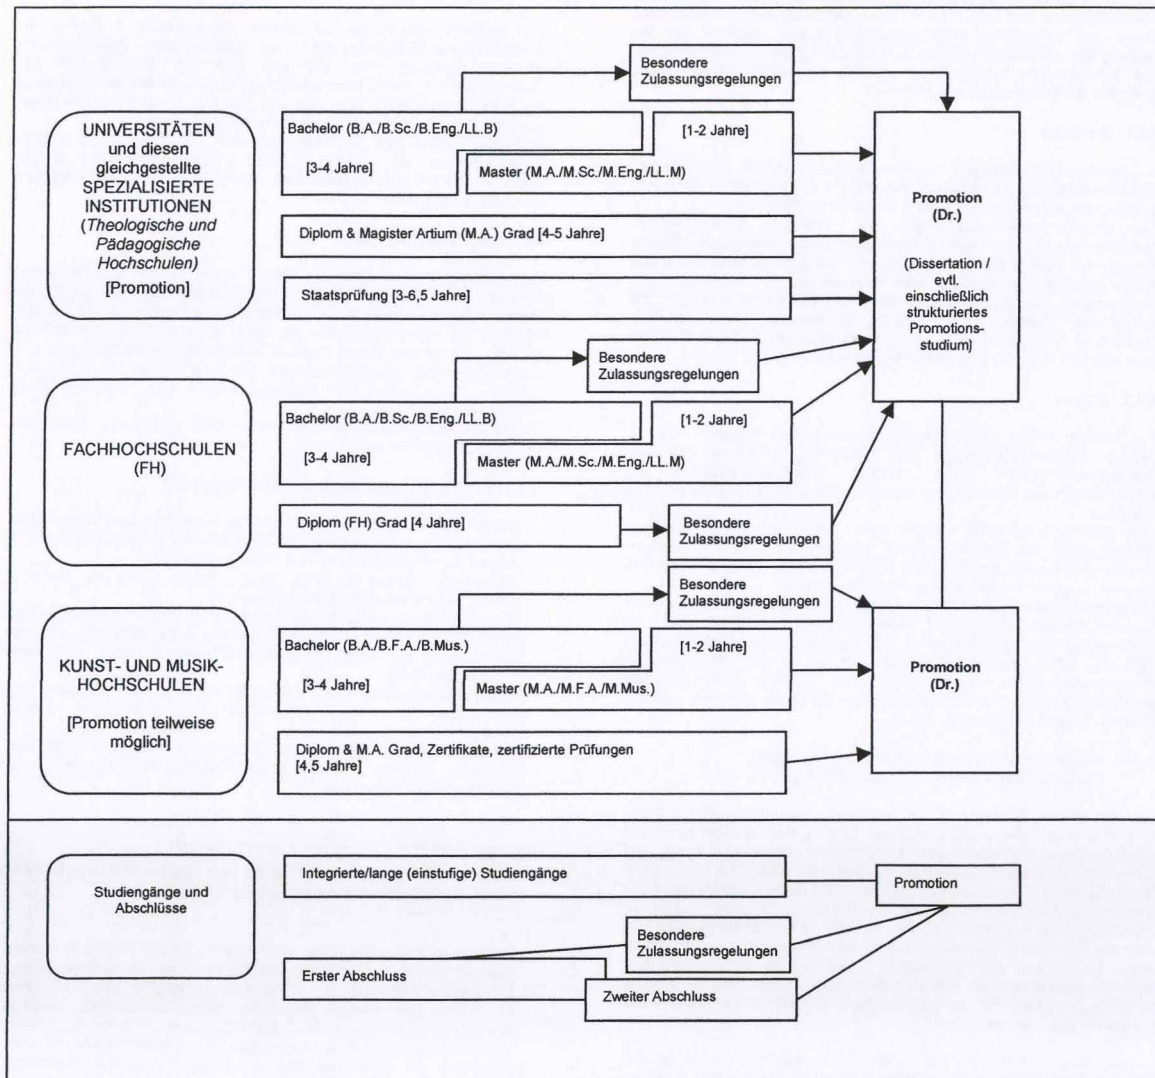 Besondere
Zulassungsregelungen
UNIVERSITÄTEN
und diesen
gleichgestellte
SPEZIALISIERTE
INSTITUTIONEN
(Theologische und
Pädagogische
Hochschulen)
[Promotion]
Bachelor (B.A./B.Sc./B.Eng./LL.B)
[3-4 Jahre]
[1-2 Jahre]
Master (M.A./M.Sc./M.Eng./LL.M)
Diplom & Magister Artium (M.A.) Grad [4-5 Jahre]
Staatsprüfung [3-6,5 Jahre]
Promotion
(Dr.)
(Dissertation /
evtl.
einschließlich
strukturiertes
Promotions-
studium)
Besondere
Zulassungsregelungen
FACHHOCHSCHULEN
(FH)
Bachelor (B.A./B.Sc./B.Eng./LL.B)
[3-4 Jahre]
[1-2 Jahre]
Master (M.A./M.Sc./M.Eng./LL.M)
Diplom (FH) Grad [4 Jahre]
Besondere
Zulassungsregelungen
Besondere
Zulassungsregelungen
KUNST- UND MUSIK-
HOCHSCHULEN
[Promotion teilweise
möglich]
Bachelor (B.A./B.F.A./B.Mus.)
[3-4 Jahre]
[1-2 Jahre]
Master (M.A./M.F.A./M.Mus.)
Diplom & M.A. Grad, Zertifikate, zertifizierte Prüfungen
[4,5 Jahre]
Promotion
(Dr.)
Studiengänge und
Abschlüsse
Integrierte/lange (einstufige) Studiengänge
Promotion
Besondere
Zulassungsregelungen
Erster Abschluss
Zweiter Abschluss